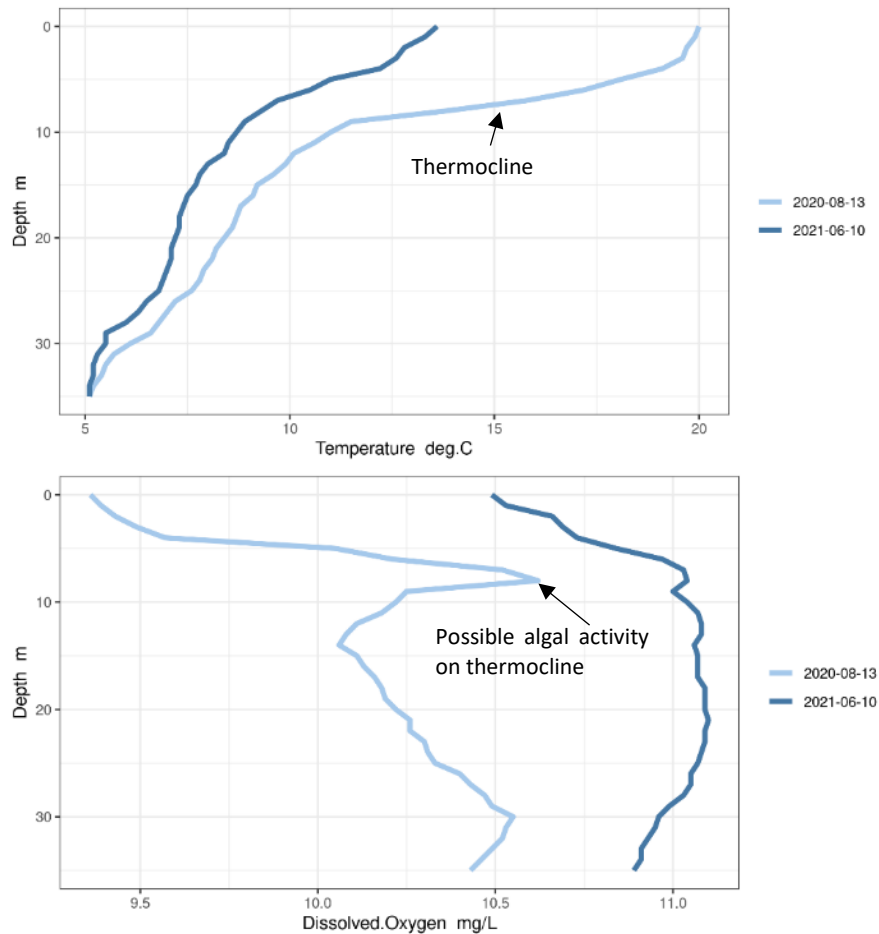 0
10
20
30
Depth m
Thermocline
5
10
15
20
Temperature deg.C
2020-08-13
2021-06-10
0
10
20
30
Depth m
Possible algal activity
on thermocline
9.5
10.0
10.5
11.0
Dissolved.Oxygen mg/L
2020-08-13
2021-06-10